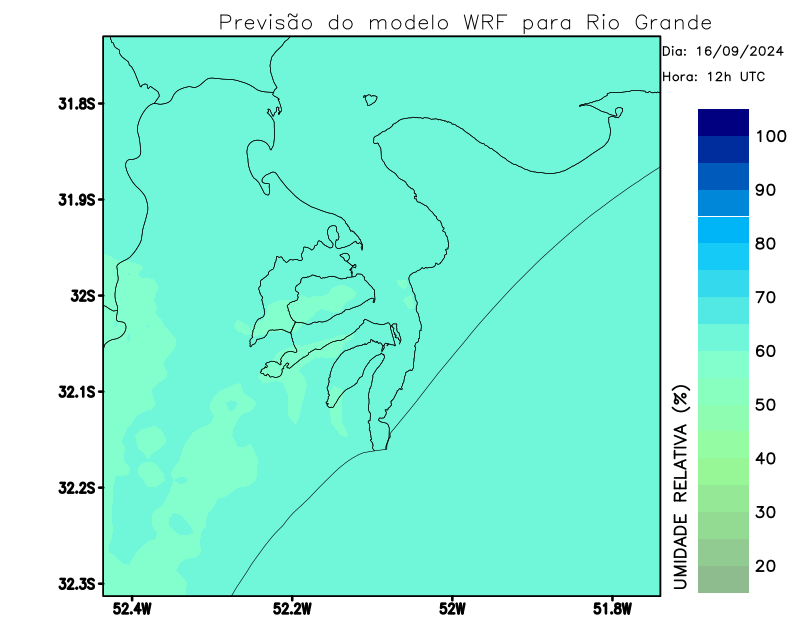 Previsão do modelo WRF para Rio Grande
Dia: 16/09/2024
Hora: 12h UTC
31.8S
31.9S
32S
32.1S
32.2S
32.3S
52.4W
52.2W
52W
51.8W
100
90
80
70
60
50
40
30
20
UMIDADE RELATIVA (%)